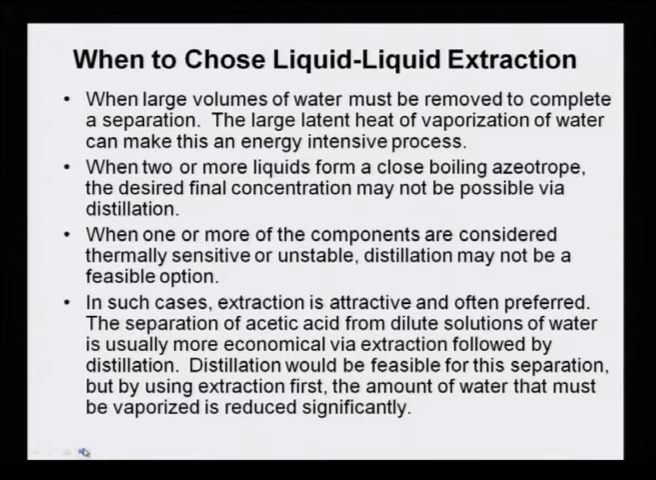 When to Chose Liquid-Liquid Extraction
• When large volumes of water must be removed to complete
a separation. The large latent heat of vaporization of water
can make this an energy intensive process.
• When two or more liquids form a close boiling azeotrope,
the desired final concentration may not be possible via
distillation.
• When one or more of the components are considered
thermally sensitive or unstable, distillation may not be a
feasible option.
• In such cases, extraction is attractive and often preferred.
The separation of acetic acid from dilute solutions of water
is usually more economical via extraction followed by
distillation. Distillation would be feasible for this separation,
but by using extraction first, the amount of water that must
be vaporized is reduced significantly.